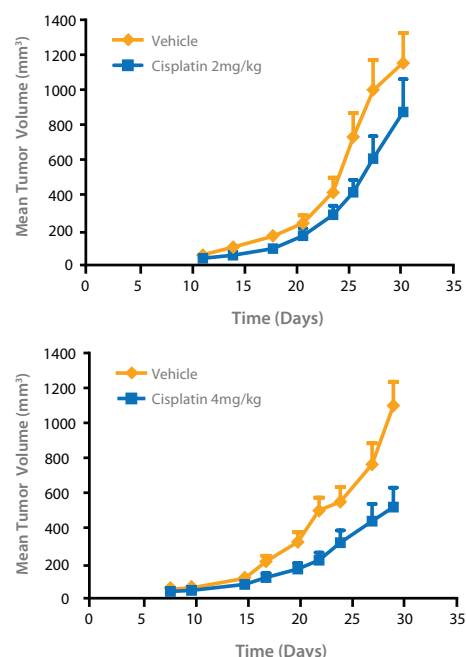 1400
1200
1000
800
600
400
200
0
Mean Tumor Volume (mm³)
Vehicle
Cisplatin 2mg/kg
0 5 10 15 20 25 30 35
Time (Days)
1400
1200
1000
800
600
400
200
0
Mean Tumor Volume (mm³)
Vehicle
Cisplatin 4mg/kg
0 5 10 15 20 25 30 35
Time (Days)